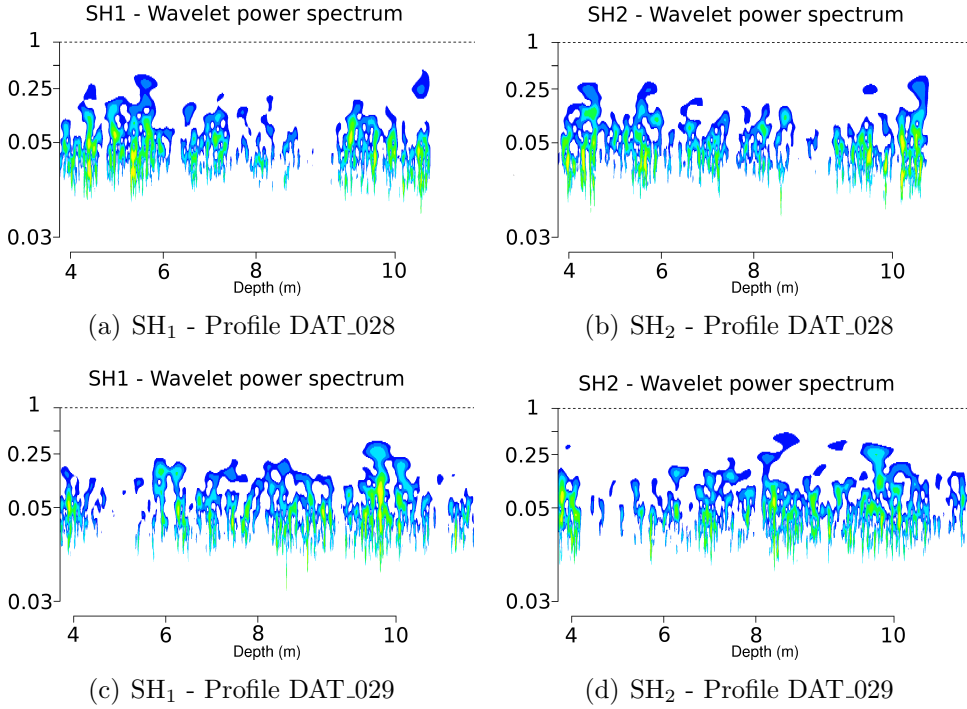 SH1 - Wavelet power spectrum
1
0.25
0.05
0.03
4 6 8 10
Depth (m)
(a) SH₁ - Profile DAT_028
SH2 - Wavelet power spectrum
1
0.25
0.05
0.03
4 6 8 10
Depth (m)
(b) SH₂ - Profile DAT_028
SH1 - Wavelet power spectrum
1
0.25
0.05
0.03
4 6 8 10
Depth (m)
(c) SH₁ - Profile DAT_029
SH2 - Wavelet power spectrum
1
0.25
0.05
0.03
4 6 8 10
Depth (m)
(d) SH₂ - Profile DAT_029